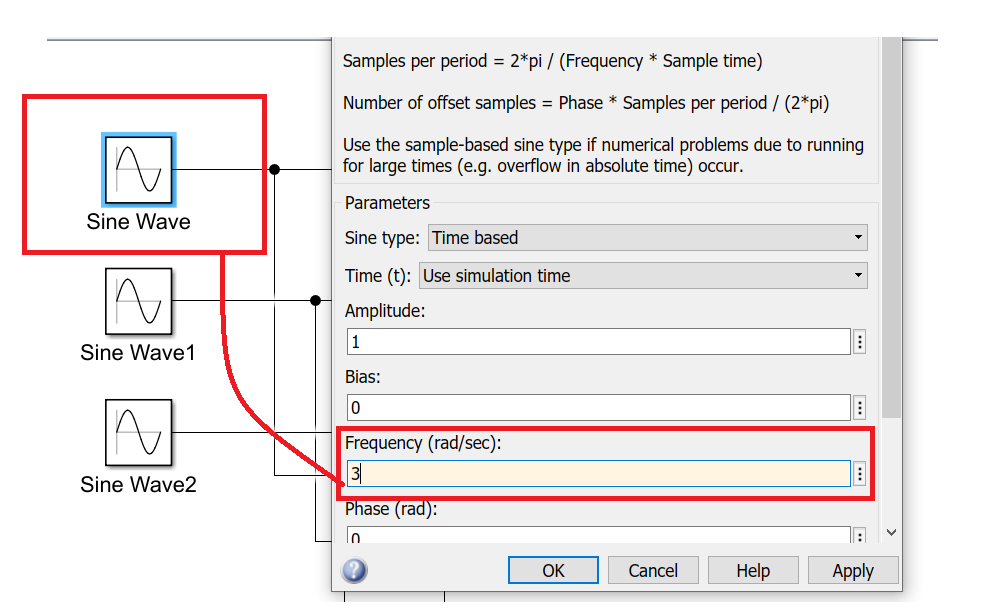 Samples per period = 2*pi / (Frequency * Sample time)
Number of offset samples = Phase * Samples per period / (2*pi)
Use the sample-based sine type if numerical problems due to running
for large times (e.g. overflow in absolute time) occur.
Parameters
Sine type: Time based
Time (t): Use simulation time
Amplitude:
1
Bias:
0
Frequency (rad/sec):
3
Phase (rad):
0
OK Cancel Help Apply
Sine Wave
Sine Wave1
Sine Wave2